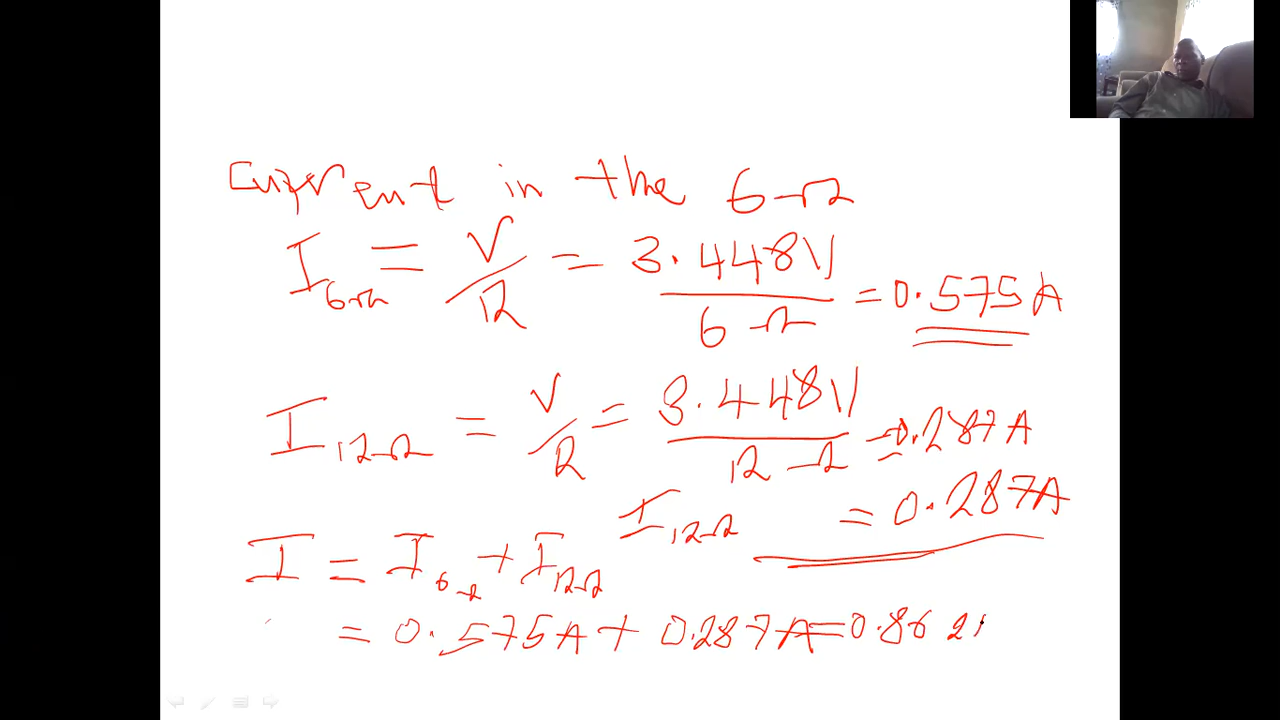 Current in the 6Ω
I6Ω = V/R = 3.448V/6Ω = 0.575A
I12Ω = V/R = 3.448V/12Ω = 0.287A
I12Ω = 0.287A
I = I6Ω + I12Ω
= 0.575A + 0.287A = 0.862